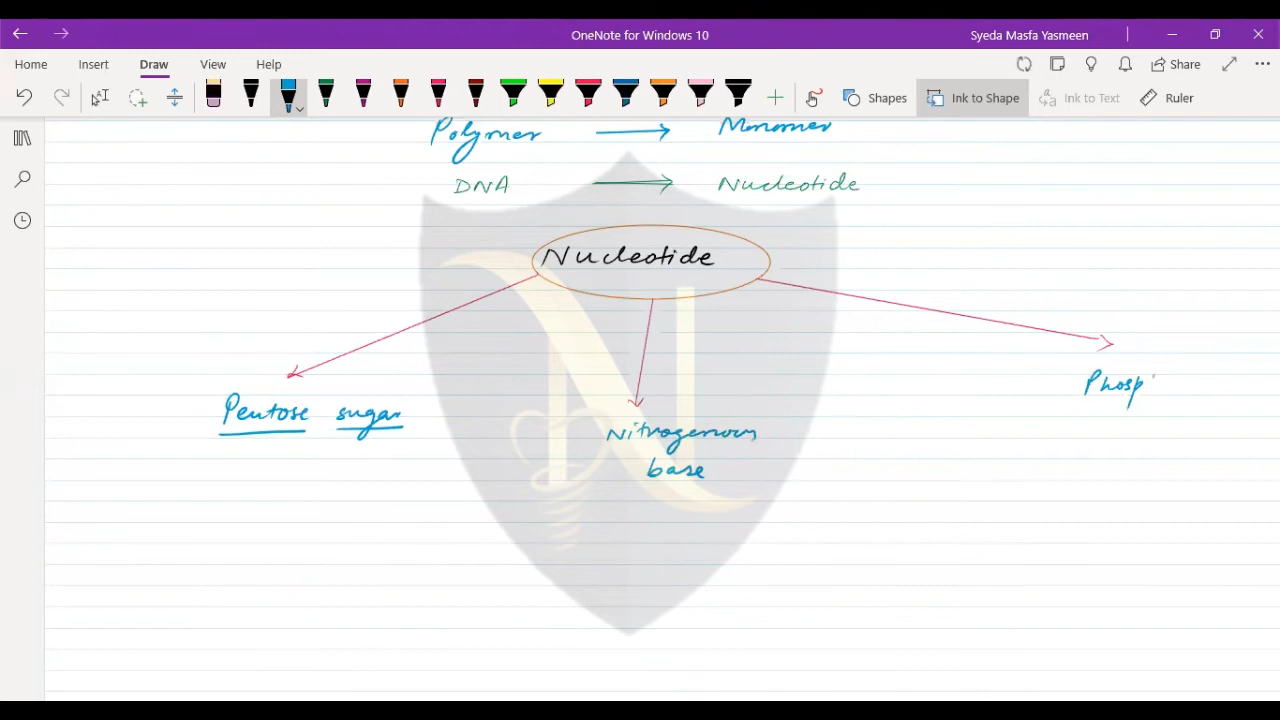 OneNote for Windows 10
Syeda Masfa Yasmeen
Home Insert Draw View Help
Share
Shapes Ink to Shape Ink to Text Ruler
Polymer Monomer
DNA Nucleotide
Nucleotide
Phosp
Pentose sugar
Nitrogenous
base